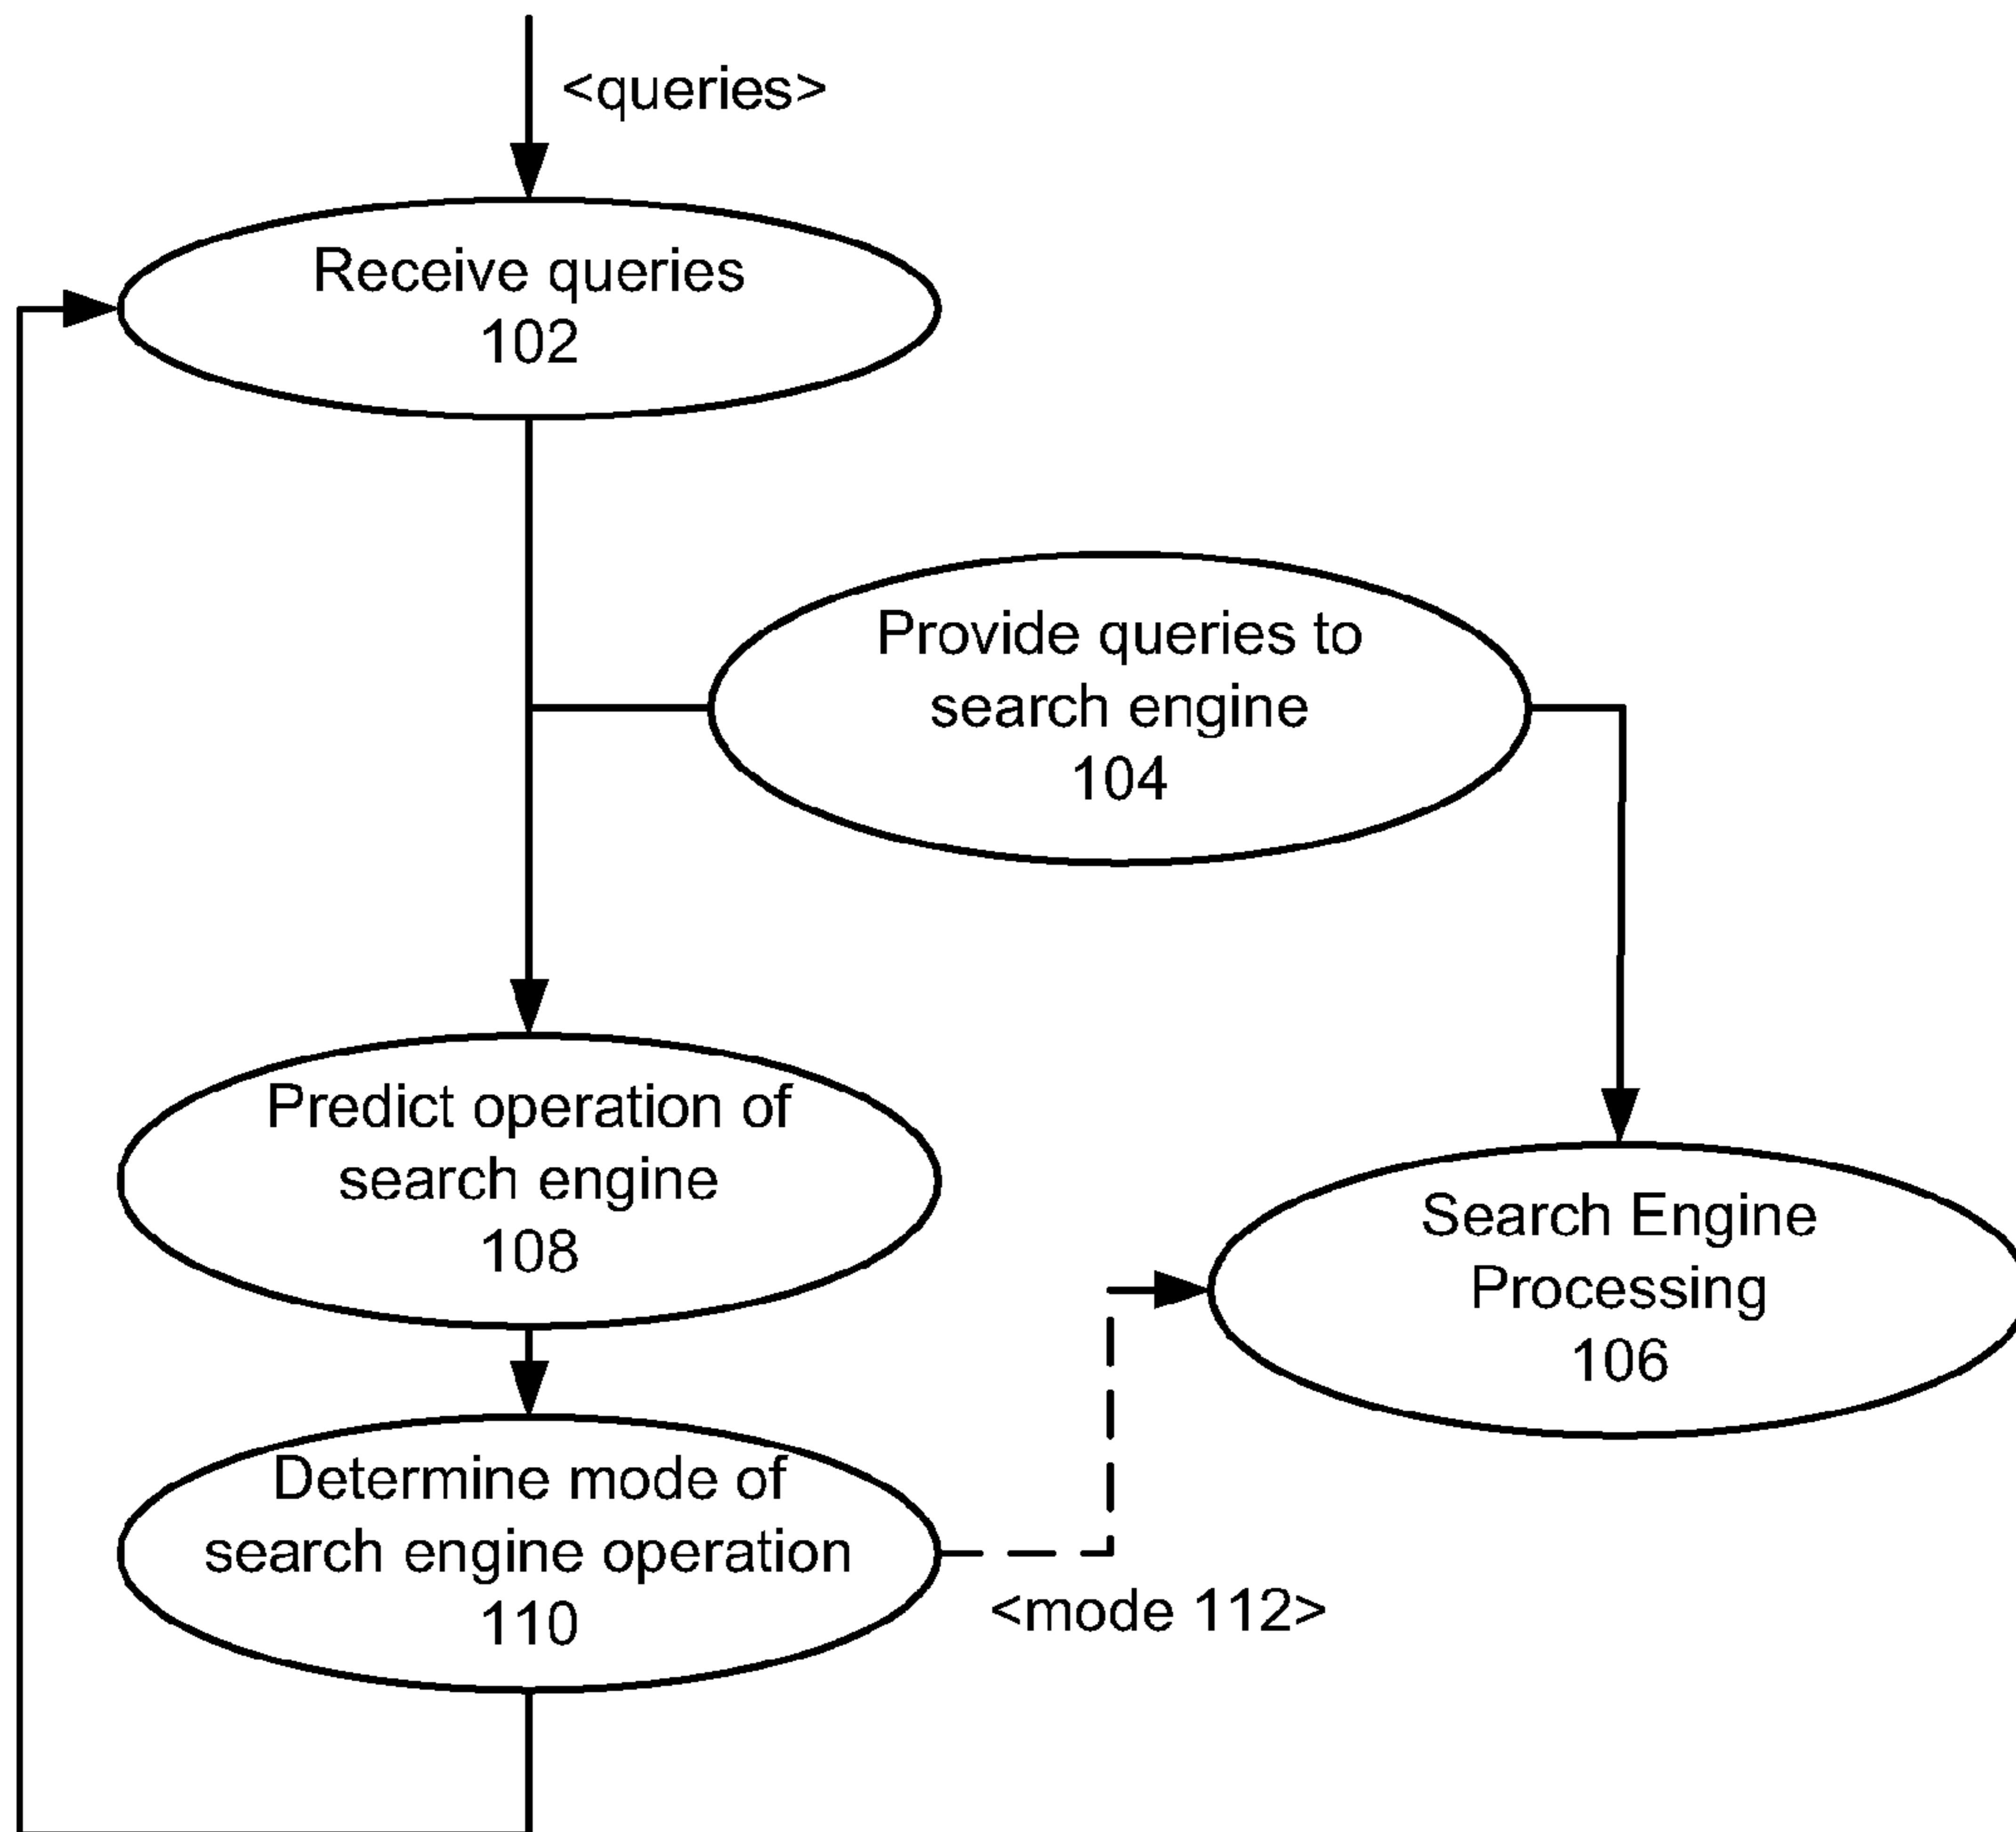 <queries>
Receive queries
102
Provide queries to
search engine
104
Predict operation of
search engine
108
Search Engine
Processing
106
Determine mode of
search engine operation
110
<mode 112>